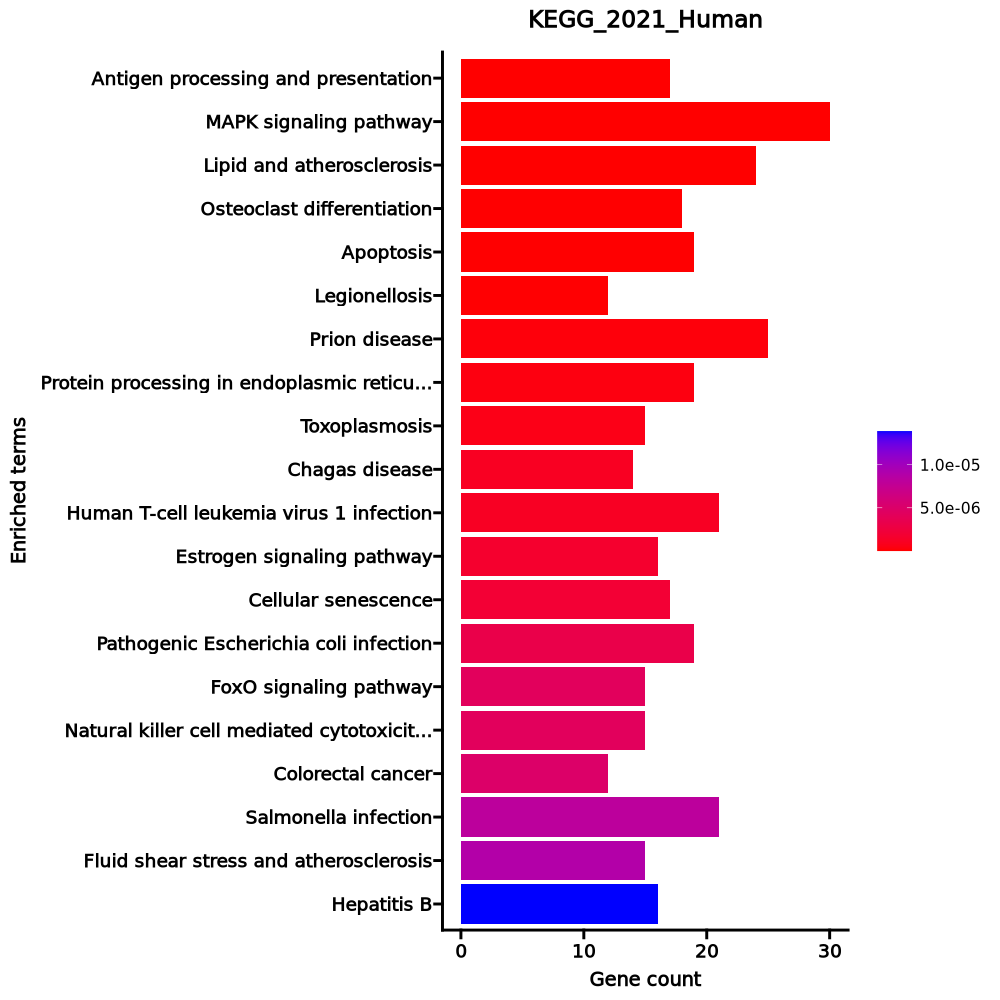 KEGG_2021_Human
Antigen processing and presentation
MAPK signaling pathway
Lipid and atherosclerosis
Osteoclast differentiation
Apoptosis
Legionellosis
Prion disease
Protein processing in endoplasmic reticu...
Toxoplasmosis
Chagas disease
Human T-cell leukemia virus 1 infection
Estrogen signaling pathway
Cellular senescence
Pathogenic Escherichia coli infection
FoxO signaling pathway
Natural killer cell mediated cytotoxicit...
Colorectal cancer
Salmonella infection
Fluid shear stress and atherosclerosis
Hepatitis B
Enriched terms
0 10 20 30
Gene count
1.0e-05
5.0e-06